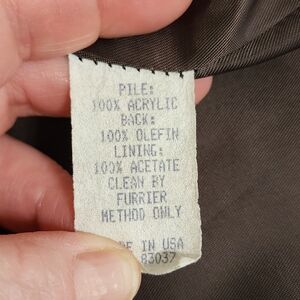 PILE:
100% ACRYLIC
BACK:
100% OLEFIN
LINING:
100% ACETATE
CLEAN BY
FURRIER
METHOD ONLY
IN USA
83037